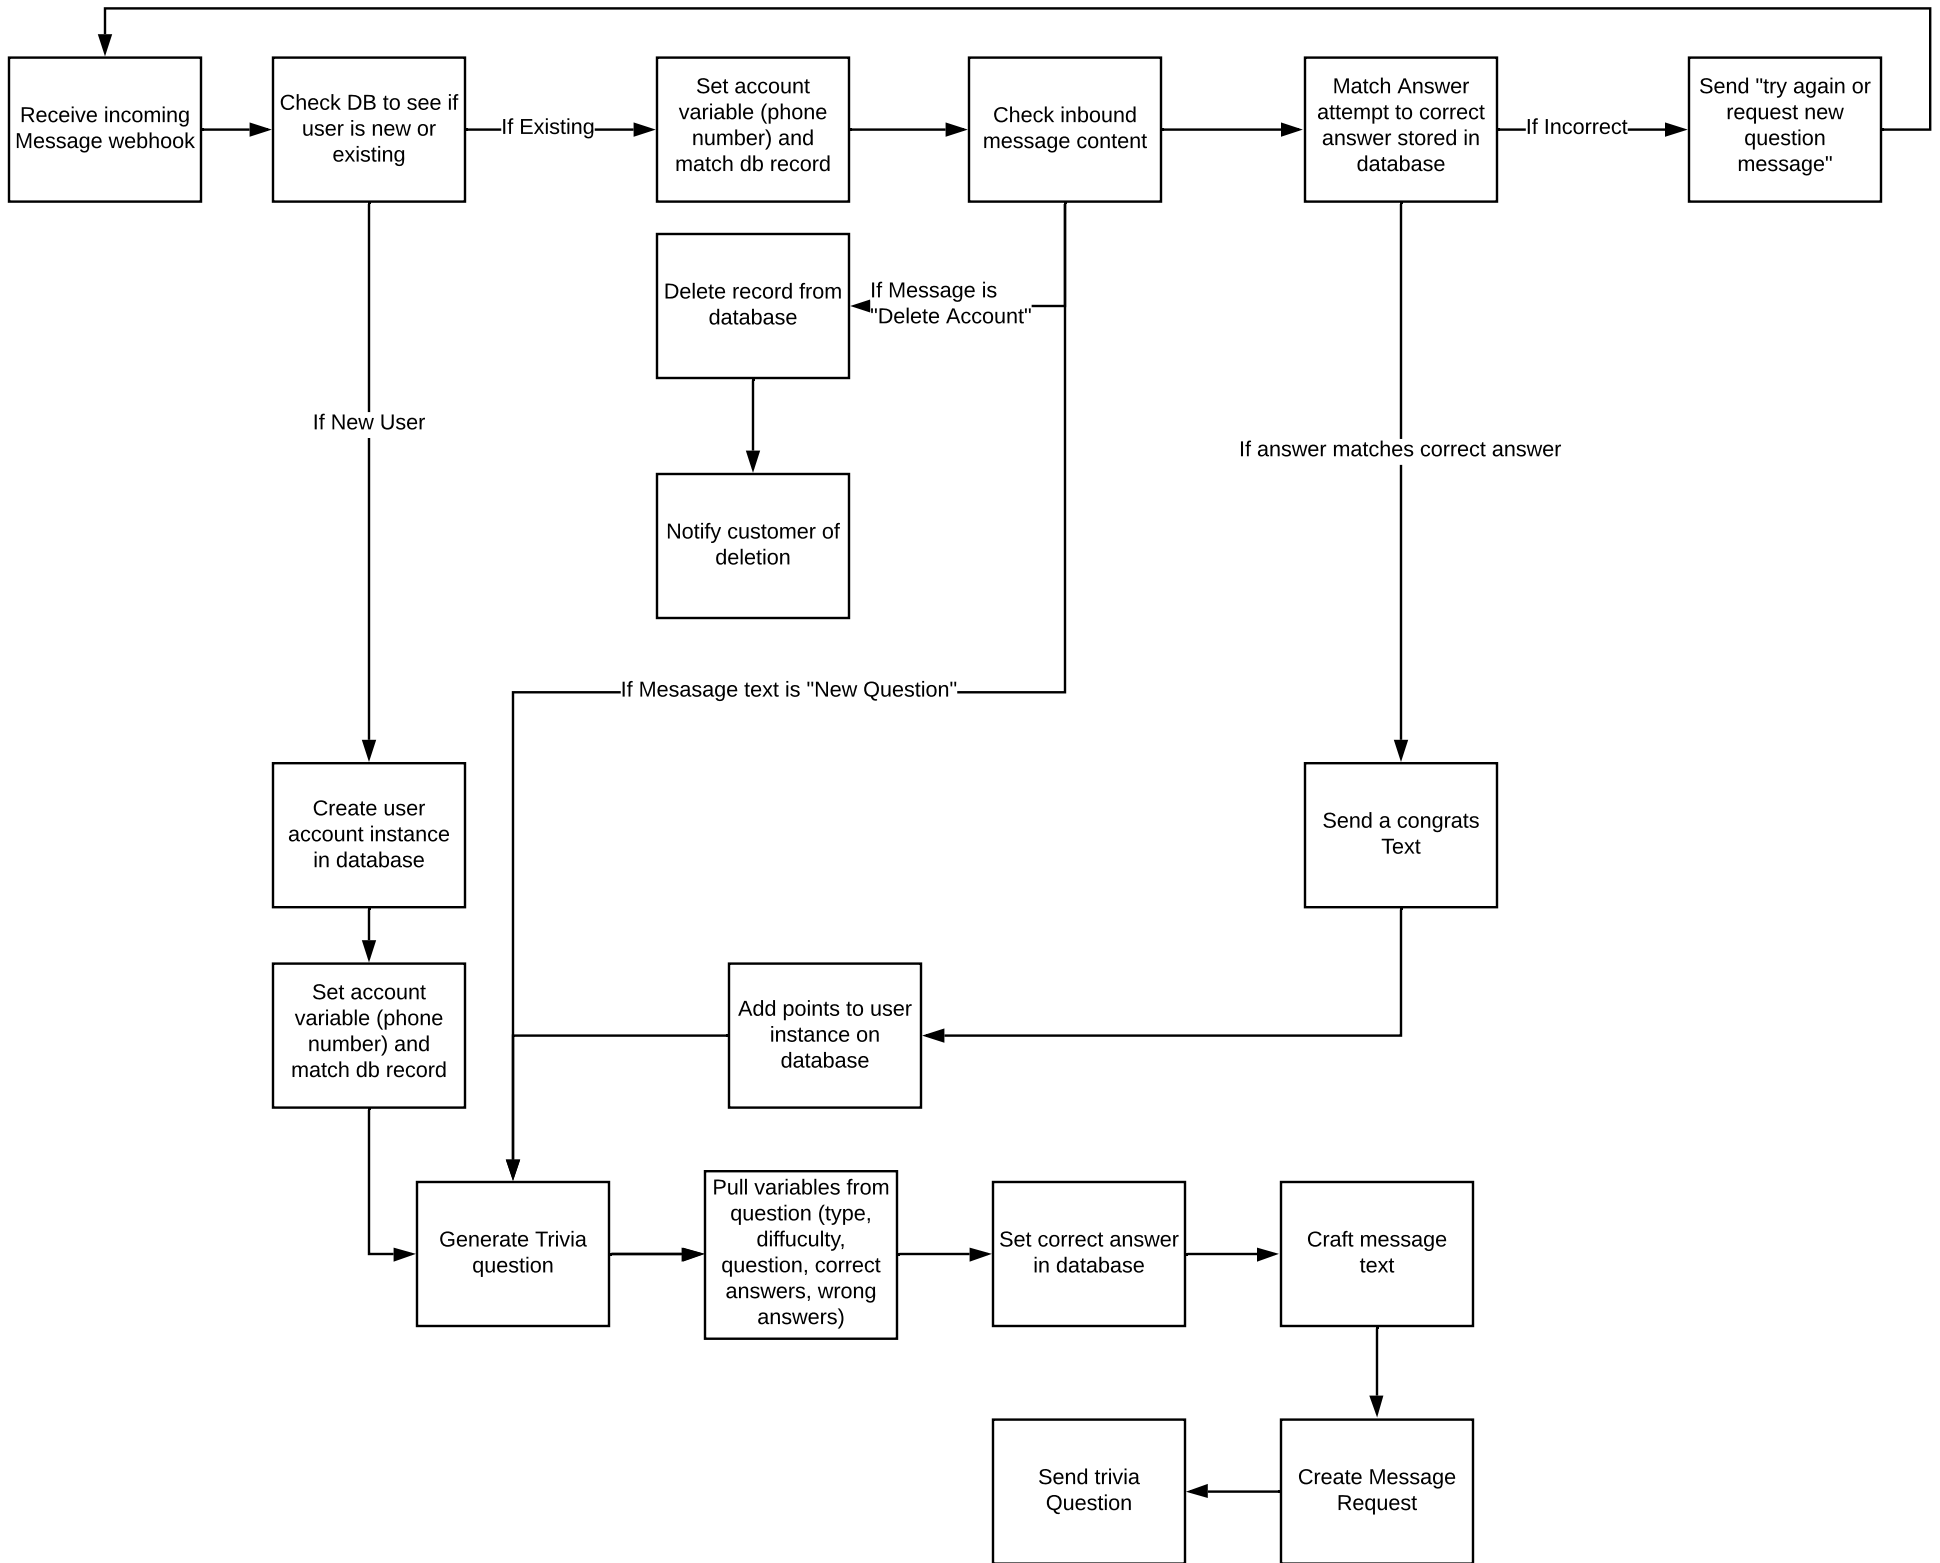 Receive incoming
Message webhook
Check DB to see if
user is new or
existing
If Existing
Set account
variable (phone
number) and
match db record
Check inbound
message content
Match Answer
attempt to correct
answer stored in
database
If Incorrect
Send "try again or
request new
question
message"
Delete record from
database
If Message is
"Delete Account"
If New User
If answer matches correct answer
Notify customer of
deletion
If Mesasage text is "New Question"
Create user
account instance
in database
Send a congrats
Text
Set account
variable (phone
number) and
match db record
Add points to user
instance on
database
Generate Trivia
question
Pull variables from
question (type,
diffuculty,
question, correct
answers, wrong
answers)
Set correct answer
in database
Craft message
text
Send trivia
Question
Create Message
Request